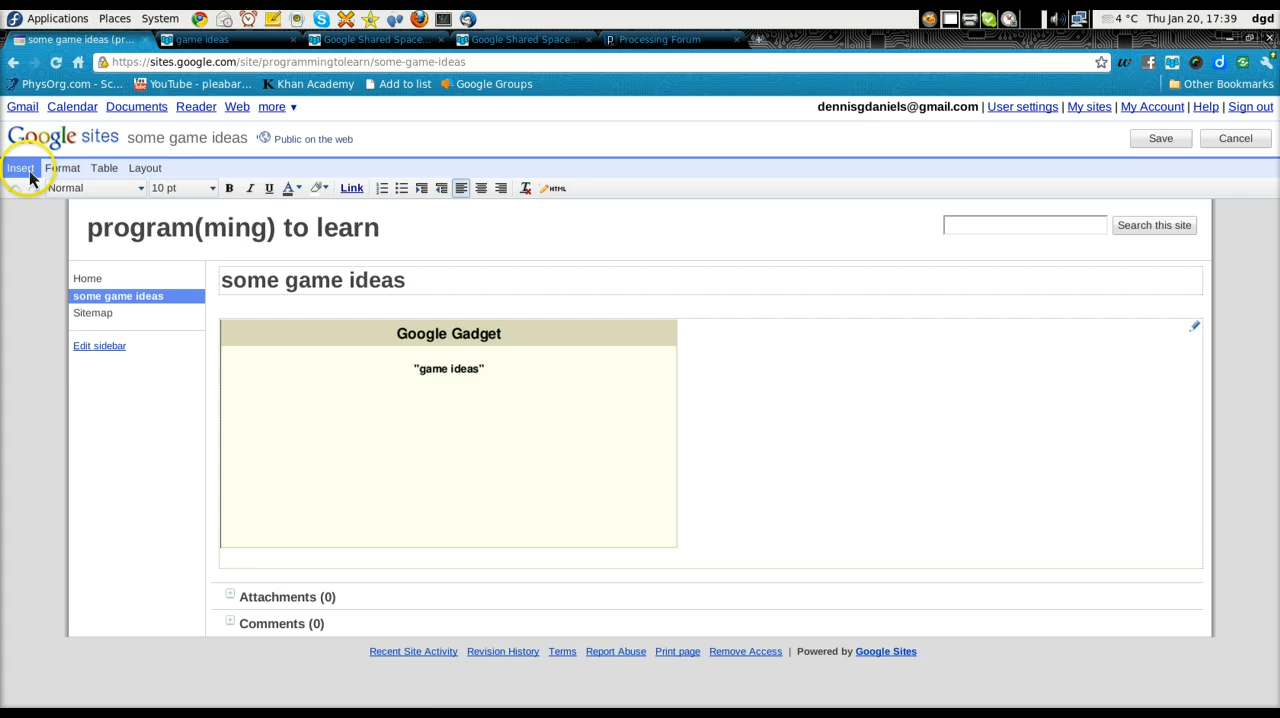 Applications Places System 4 °C Thu Jan 20, 17:39 dgd
some game ideas (pr... game ideas Google Shared Space... Google Shared Space... Processing Forum
https://sites.google.com/site/programmingtolearn/some-game-ideas
PhysOrg.com - Sc... YouTube - pleabar... Khan Academy Add to list Google Groups Other Bookmarks
Gmail Calendar Documents Reader Web more ▼ dennisgdaniels@gmail.com | User settings | My sites | My Account | Help | Sign out
Google sites some game ideas Public on the web Save Cancel
Insert Format Table Layout
Normal 10 pt B I U A Link HTML
program(ming) to learn Search this site
Home
some game ideas
Sitemap
Edit sidebar
some game ideas
Google Gadget
"game ideas"
Attachments (0)
Comments (0)
Recent Site Activity Revision History Terms Report Abuse Print page Remove Access | Powered by Google Sites